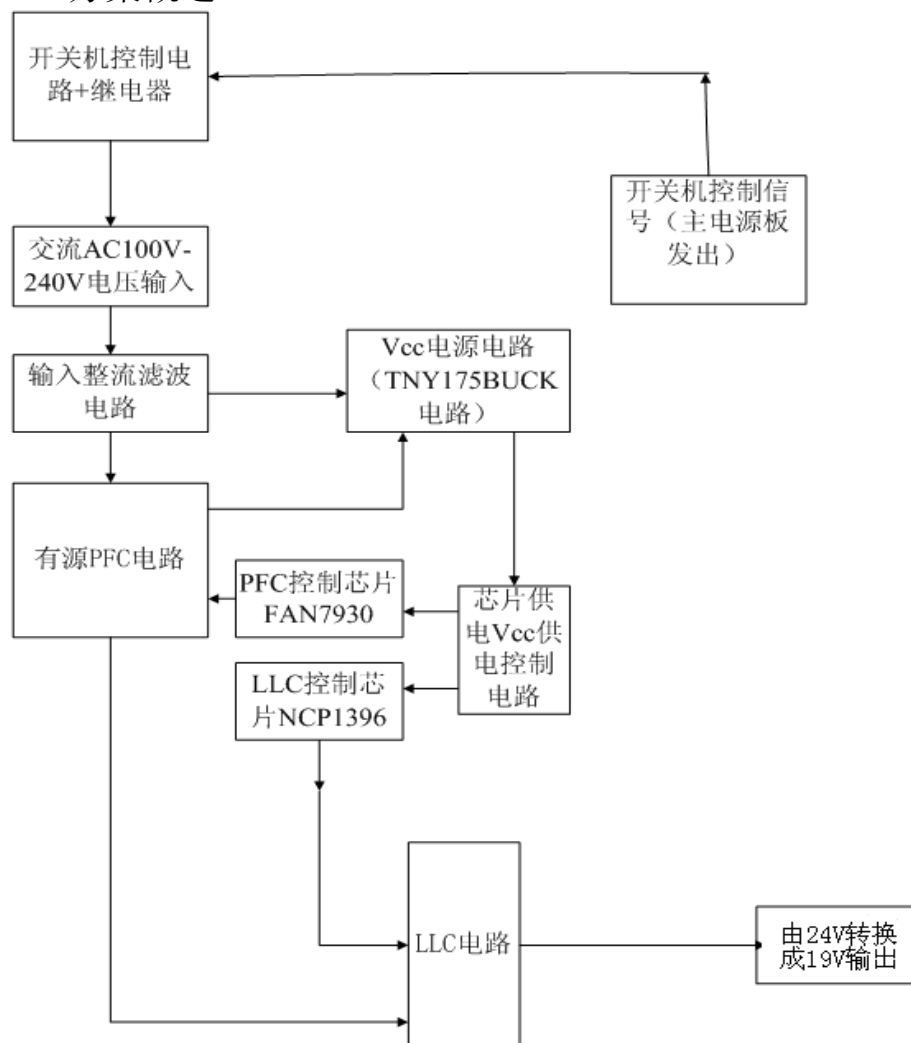 开关机控制电
路+继电器
开关机控制信
号（主电源板
发出）
交流AC100V-
240V电压输入
Vcc电源电路
（TNY175BUCK
电路）
输入整流滤波
电路
有源PFC电路
PFC控制芯片
FAN7930
芯片供
电Vcc供
电控制
电路
LLC控制芯
片NCP1396
LLC电路
由24V转换
成19V输出